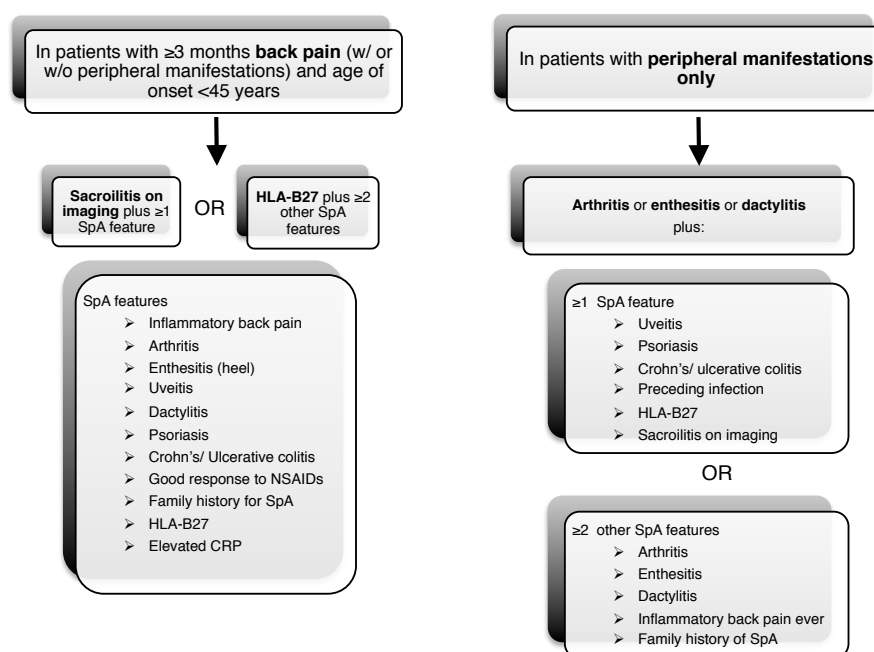 In patients with ≥3 months back pain (w/ or
w/o peripheral manifestations) and age of
onset <45 years
Sacroilitis on
imaging plus ≥1
SpA feature
OR
HLA-B27 plus ≥2
other SpA
features
SpA features
➢ Inflammatory back pain
➢ Arthritis
➢ Enthesitis (heel)
➢ Uveitis
➢ Dactylitis
➢ Psoriasis
➢ Crohn's/ Ulcerative colitis
➢ Good response to NSAIDs
➢ Family history for SpA
➢ HLA-B27
➢ Elevated CRP
In patients with peripheral manifestations
only
Arthritis or enthesitis or dactylitis
plus:
≥1 SpA feature
➢ Uveitis
➢ Psoriasis
➢ Crohn's/ ulcerative colitis
➢ Preceding infection
➢ HLA-B27
➢ Sacroilitis on imaging
OR
≥2 other SpA features
➢ Arthritis
➢ Enthesitis
➢ Dactylitis
➢ Inflammatory back pain ever
➢ Family history of SpA